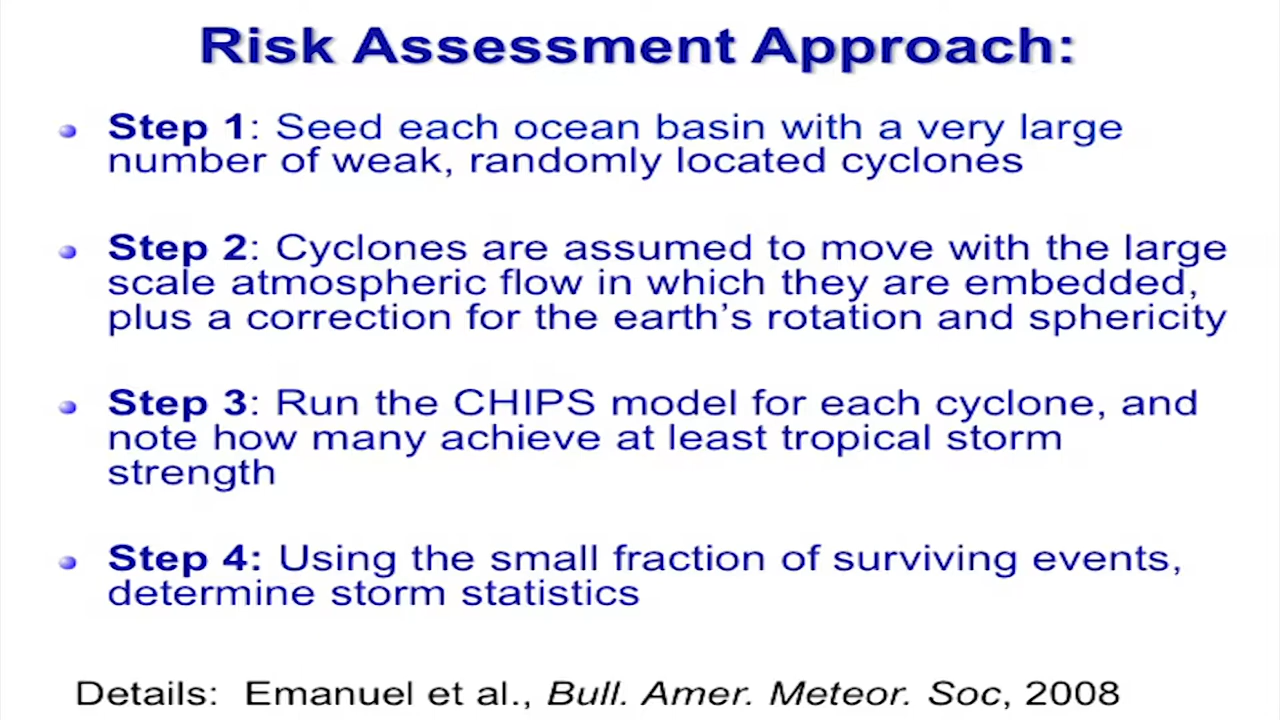 Risk Assessment Approach:
Step 1: Seed each ocean basin with a very large
number of weak, randomly located cyclones
Step 2: Cyclones are assumed to move with the large
scale atmospheric flow in which they are embedded,
plus a correction for the earth’s rotation and sphericity
Step 3: Run the CHIPS model for each cyclone, and
note how many achieve at least tropical storm
strength
Step 4: Using the small fraction of surviving events,
determine storm statistics
Details: Emanuel et al., Bull. Amer. Meteor. Soc, 2008